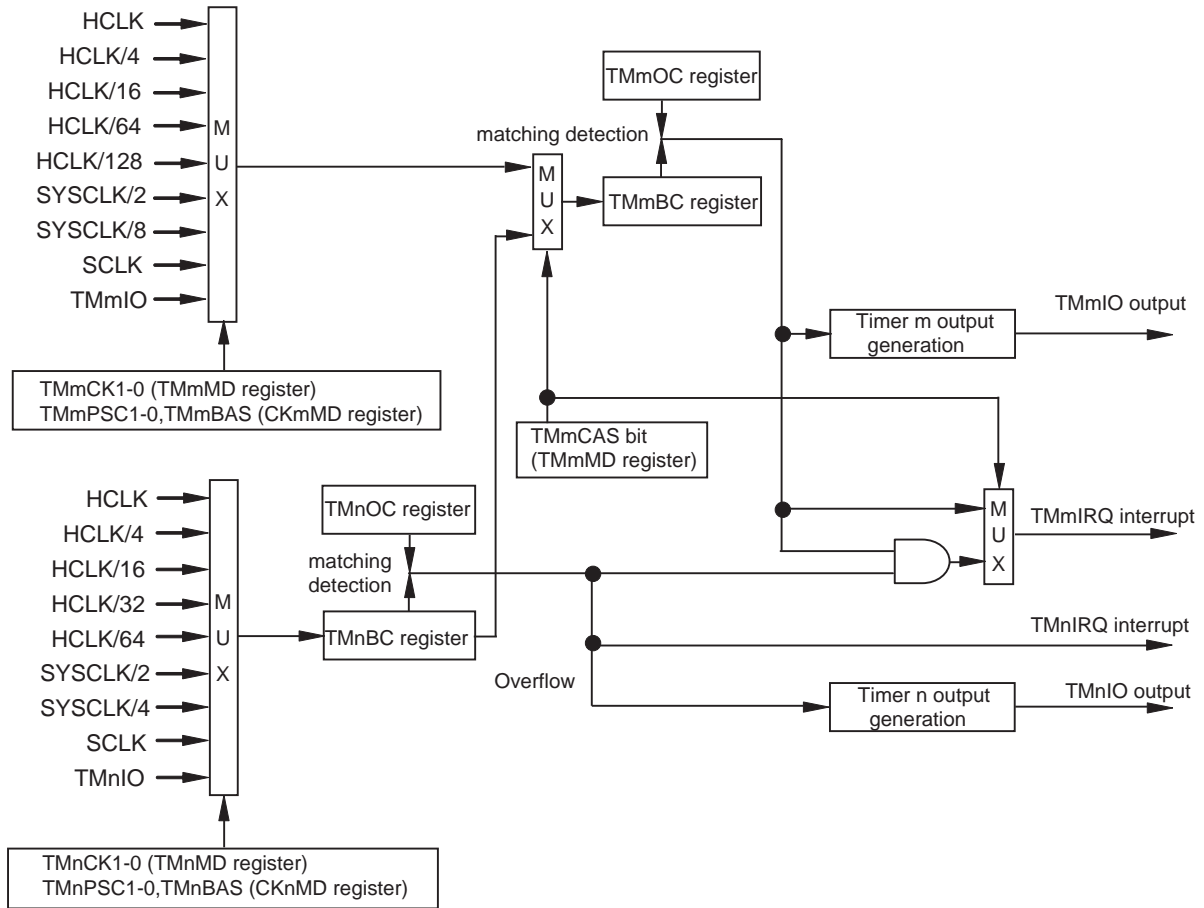 HCLK
HCLK/4
HCLK/16
HCLK/64
HCLK/128
SYSCLK/2
SYSCLK/8
SCLK
TMmIO
M
U
X
TMmCK1-0 (TMmMD register)
TMmPSC1-0,TMmBAS (CKmMD register)
TMmOC register
matching detection
M
U
X
TMmBC register
TMmCAS bit
(TMmMD register)
Timer m output
generation
TMmIO output
M
U
X
TMmIRQ interrupt
HCLK
HCLK/4
HCLK/16
HCLK/32
HCLK/64
SYSCLK/2
SYSCLK/4
SCLK
TMnIO
M
U
X
TMnCK1-0 (TMnMD register)
TMnPSC1-0,TMnBAS (CKnMD register)
TMnOC register
matching
detection
TMnBC register
Overflow
TMnIRQ interrupt
Timer n output
generation
TMnIO output